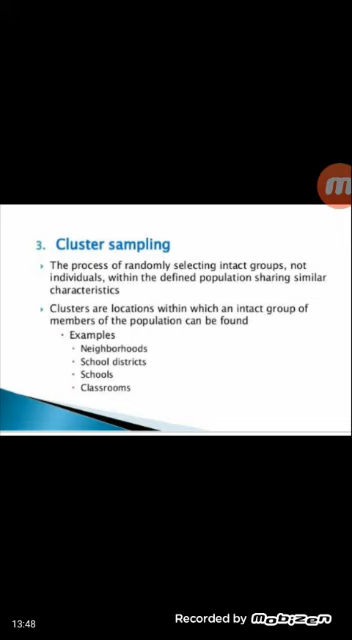 3. Cluster sampling
The process of randomly selecting intact groups, not
individuals, within the defined population sharing similar
characteristics
Clusters are locations within which an intact group of
members of the population can be found
Examples
Neighborhoods
School districts
Schools
Classrooms
13:48
Recorded by Mobizen